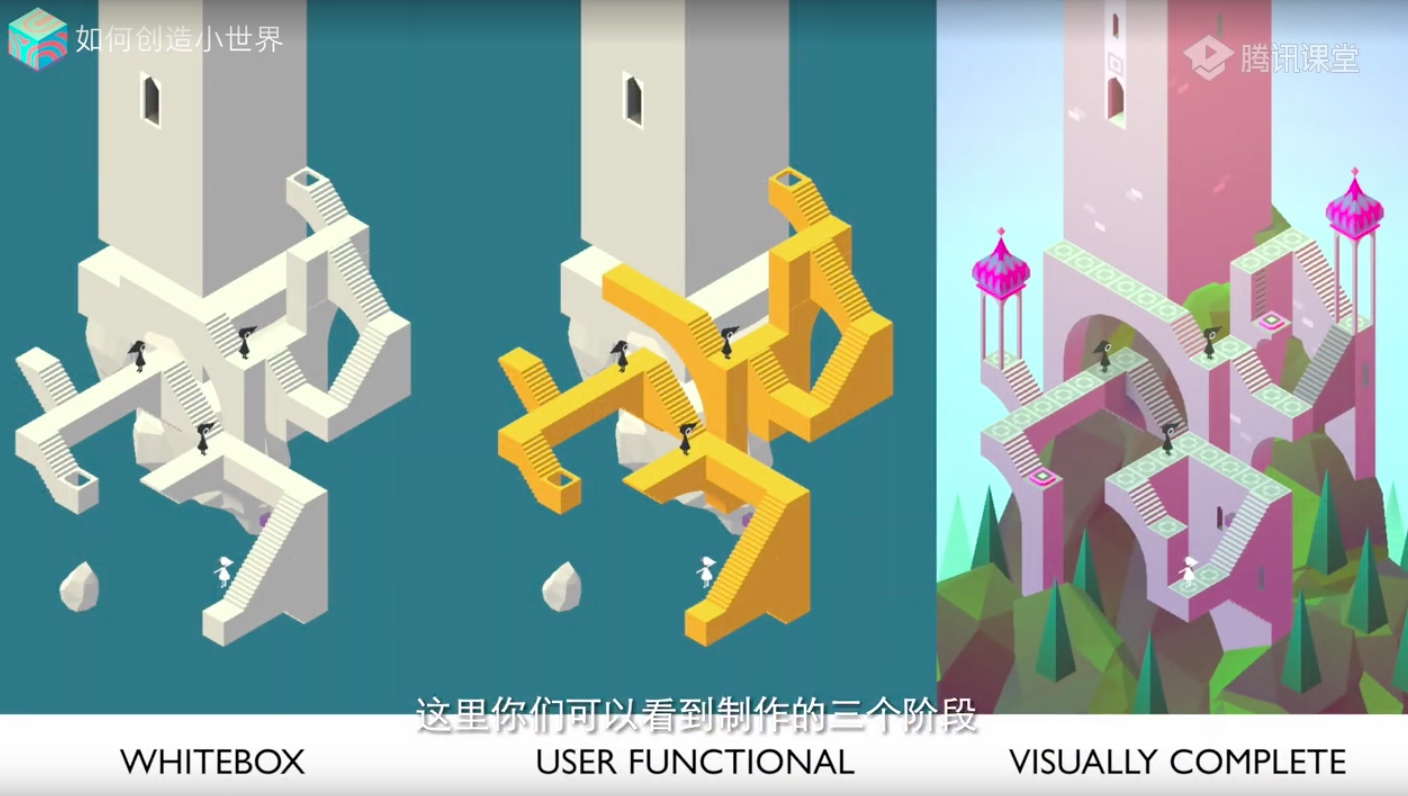 如何创造小世界
腾讯课堂
这里你们可以看到制作的三个阶段
WHITEBOX
USER FUNCTIONAL
VISUALLY COMPLETE